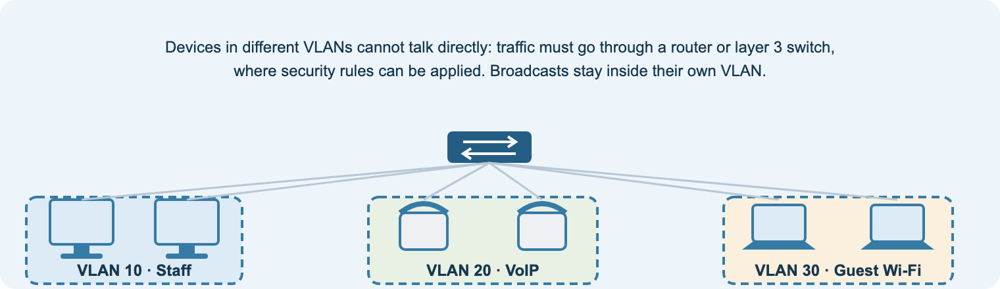 Devices in different VLANs cannot talk directly: traffic must go through a router or layer 3 switch,
where security rules can be applied. Broadcasts stay inside their own VLAN.
VLAN 10 · Staff
VLAN 20 · VoIP
VLAN 30 · Guest Wi-Fi